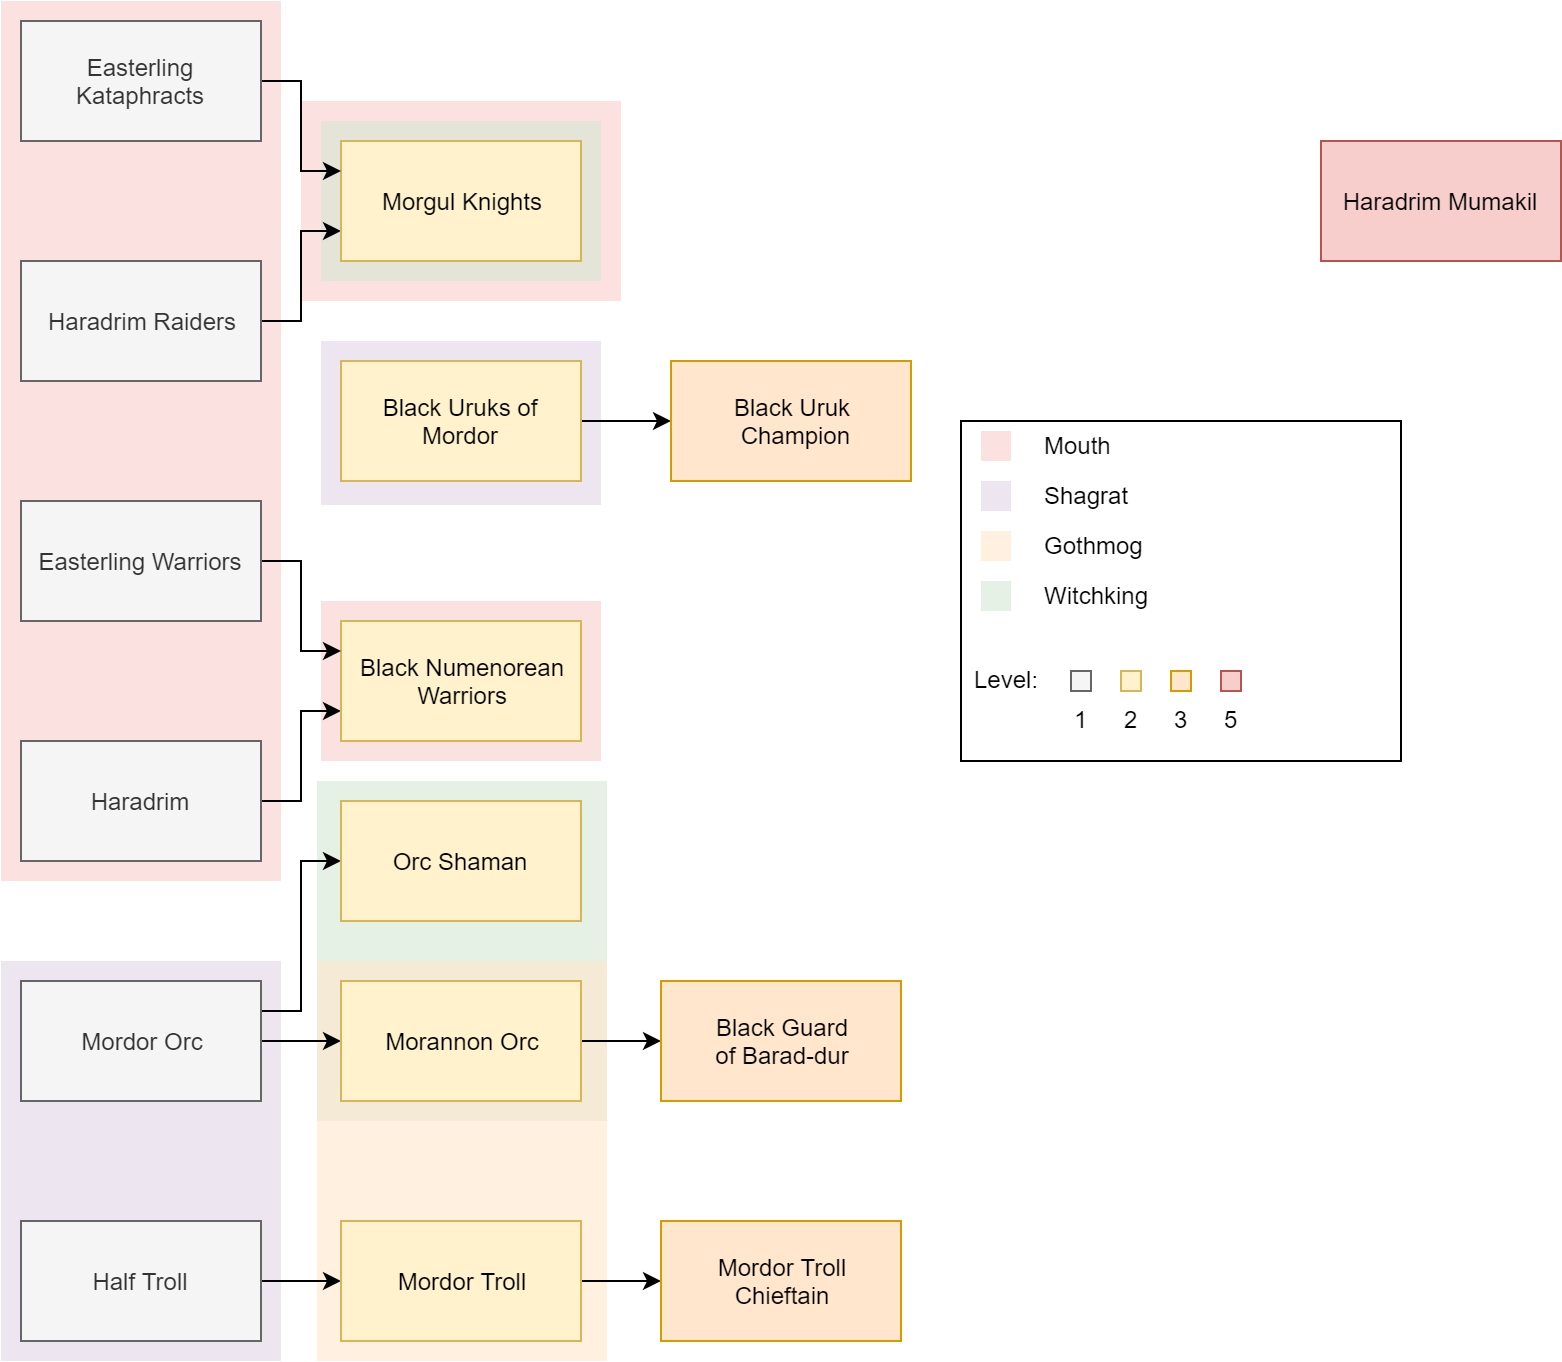 Easterling
Kataphracts
Morgul Knights
Haradrim Mumakil
Haradrim Raiders
Black Uruks of
Mordor
Black Uruk
Champion
Mouth
Shagrat
Gothmog
Witchking
Level:
1 2 3 5
Easterling Warriors
Black Numenorean
Warriors
Haradrim
Orc Shaman
Mordor Orc
Morannon Orc
Black Guard
of Barad-dur
Half Troll
Mordor Troll
Mordor Troll
Chieftain